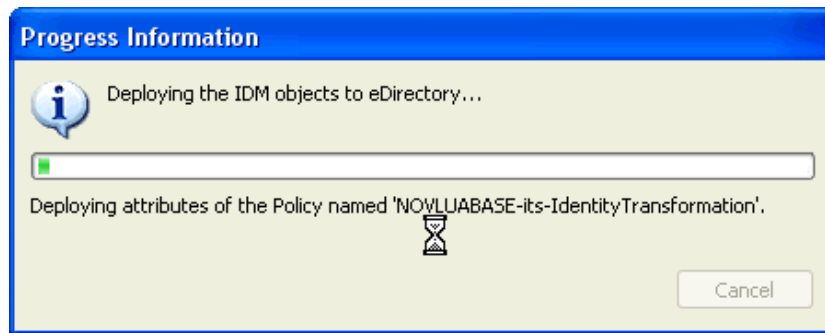 Progress Information
Deploying the IDM objects to eDirectory...
Deploying attributes of the Policy named 'NOVLUABASE-its-IdentityTransformation'.
Cancel